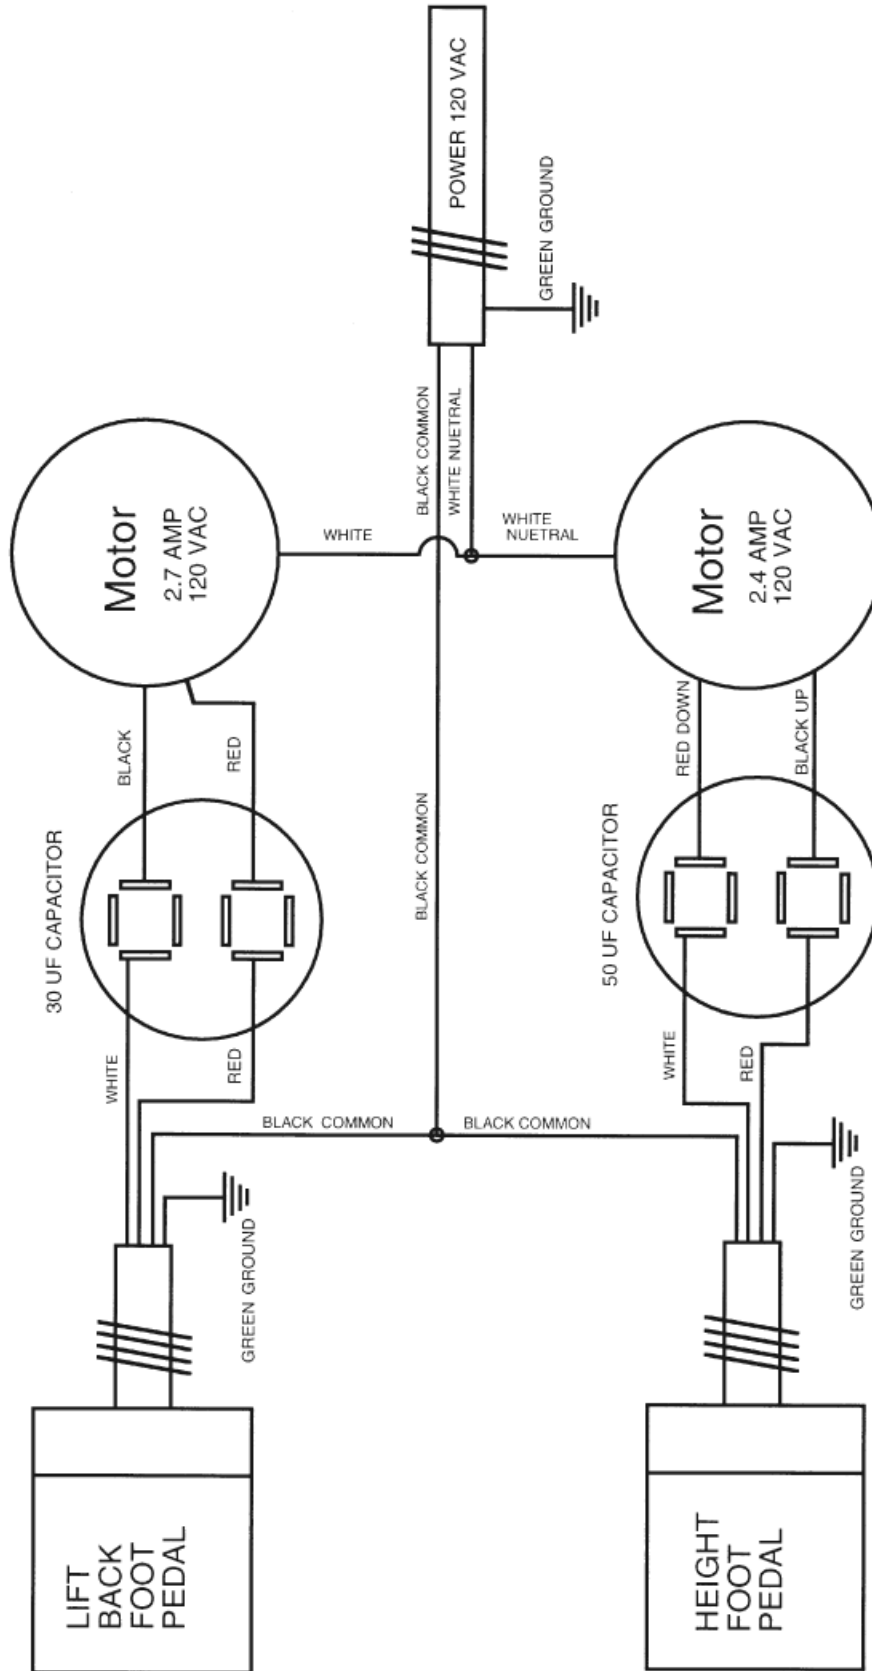 POWER 120 VAC
GREEN GROUND
BLACK COMMON
WHITE NUETRAL
Motor
2.7 AMP
120 VAC
WHITE
WHITE
NUETRAL
Motor
2.4 AMP
120 VAC
BLACK
RED
RED DOWN
BLACK UP
30 UF CAPACITOR
BLACK COMMON
50 UF CAPACITOR
WHITE
RED
WHITE
RED
BLACK COMMON
BLACK COMMON
GREEN GROUND
GREEN GROUND
LIFT
BACK
FOOT
PEDAL
HEIGHT
FOOT
PEDAL